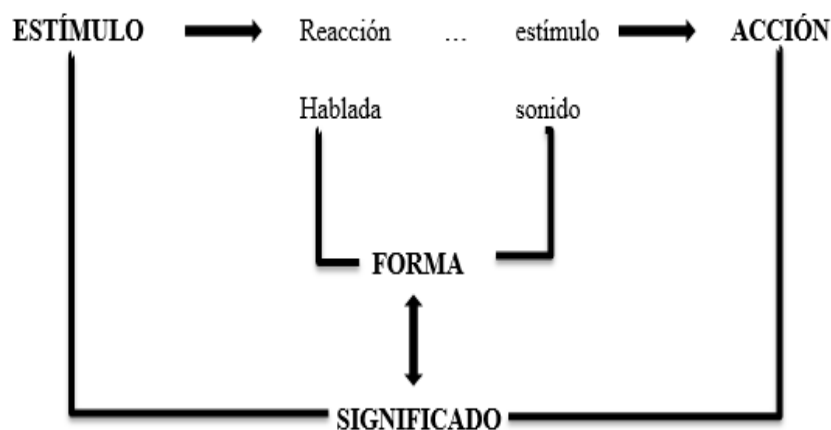 ESTÍMULO Reacción ... estímulo ACCIÓN
Hablada sonido
FORMA
SIGNIFICADO